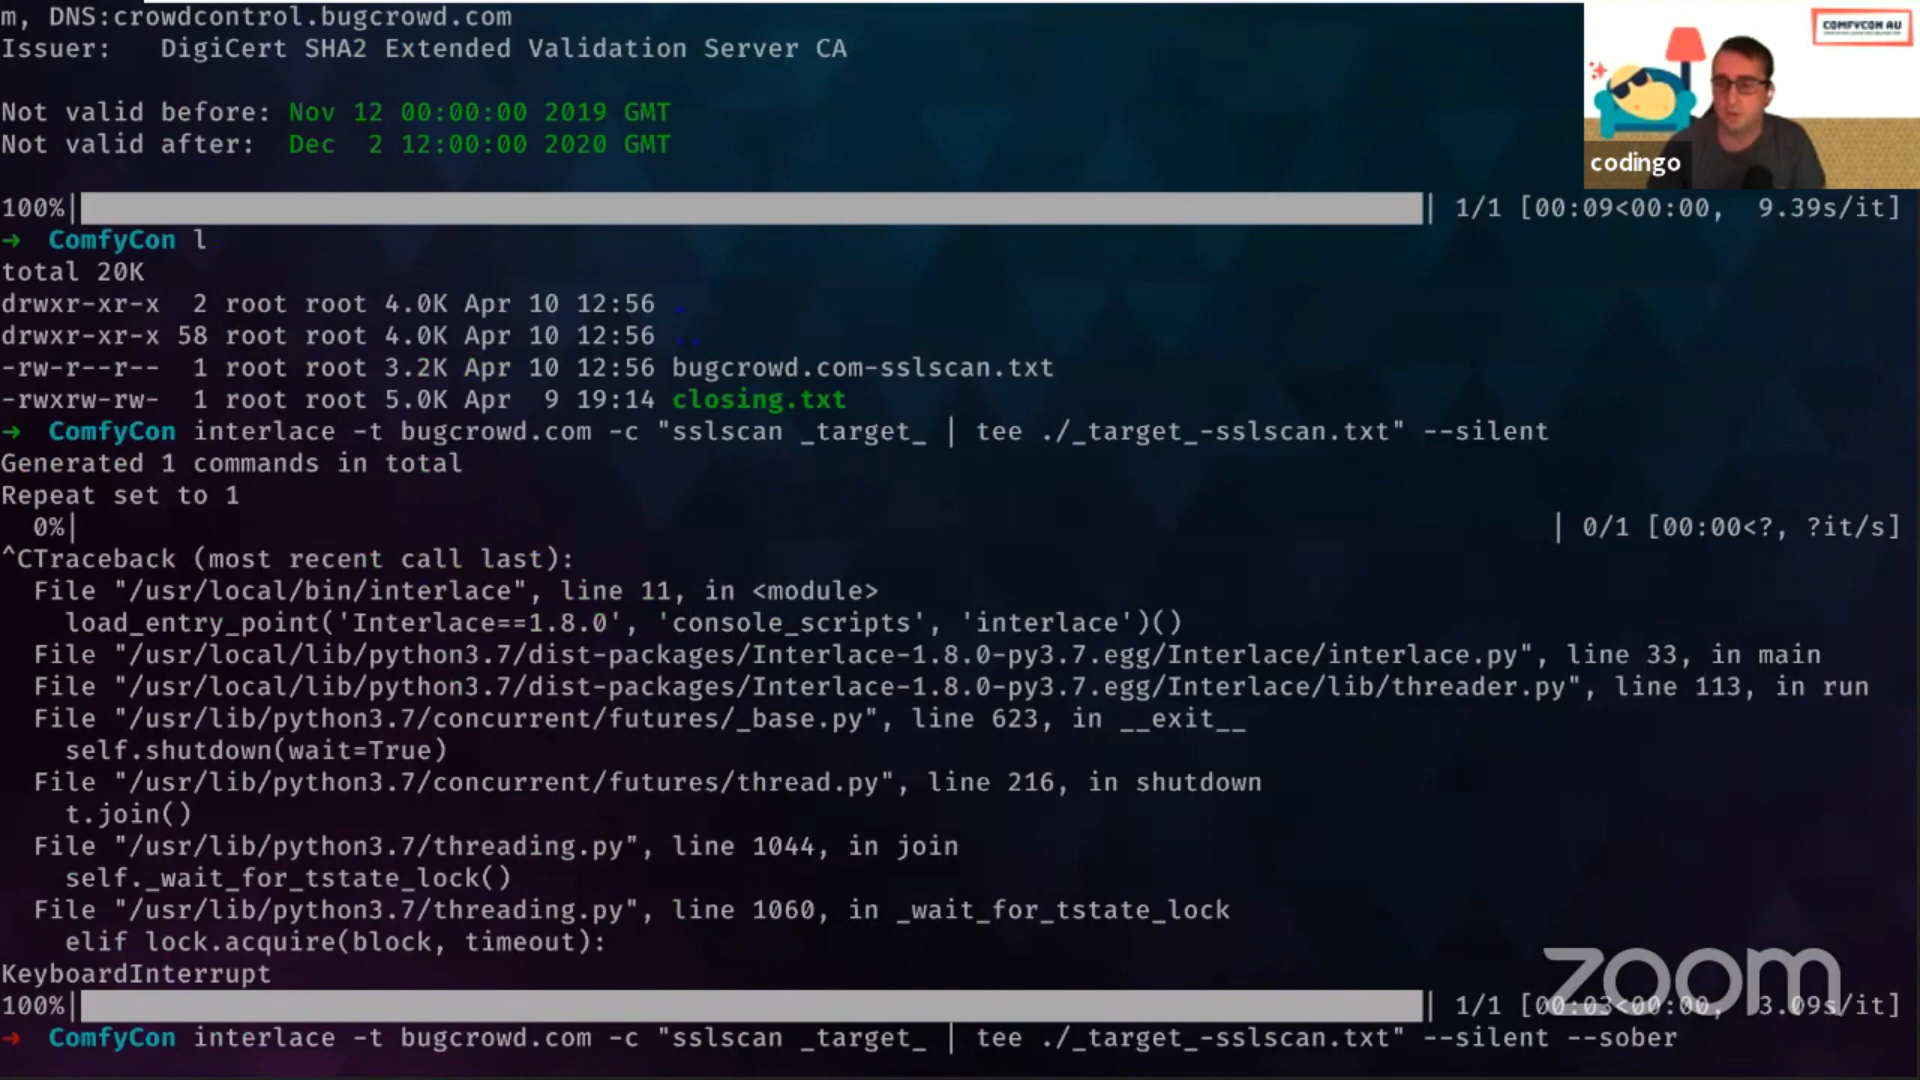 m, DNS:crowdcontrol.bugcrowd.com
Issuer:   DigiCert SHA2 Extended Validation Server CA
COMFYCON AU
codingo
Not valid before: Nov 12 00:00:00 2019 GMT
Not valid after:  Dec  2 12:00:00 2020 GMT
100%| | 1/1 [00:09<00:00,  9.39s/it]
→  ComfyCon l
total 20K
drwxr-xr-x  2 root root 4.0K Apr 10 12:56 .
drwxr-xr-x 58 root root 4.0K Apr 10 12:56 ..
-rw-r--r--  1 root root 3.2K Apr 10 12:56 bugcrowd.com-sslscan.txt
-rwxrw-rw-  1 root root 5.0K Apr  9 19:14 closing.txt
→  ComfyCon interlace -t bugcrowd.com -c "sslscan _target_ | tee ./_target_-sslscan.txt" --silent
Generated 1 commands in total
Repeat set to 1
  0%| | 0/1 [00:00<?, ?it/s]
^CTraceback (most recent call last):
  File "/usr/local/bin/interlace", line 11, in <module>
    load_entry_point('Interlace==1.8.0', 'console_scripts', 'interlace')()
  File "/usr/local/lib/python3.7/dist-packages/Interlace-1.8.0-py3.7.egg/Interlace/interlace.py", line 33, in main
  File "/usr/local/lib/python3.7/dist-packages/Interlace-1.8.0-py3.7.egg/Interlace/lib/threader.py", line 113, in run
  File "/usr/lib/python3.7/concurrent/futures/_base.py", line 623, in __exit__
    self.shutdown(wait=True)
  File "/usr/lib/python3.7/concurrent/futures/thread.py", line 216, in shutdown
    t.join()
  File "/usr/lib/python3.7/threading.py", line 1044, in join
    self._wait_for_tstate_lock()
  File "/usr/lib/python3.7/threading.py", line 1060, in _wait_for_tstate_lock
    elif lock.acquire(block, timeout):
KeyboardInterrupt
zoom
100%| | 1/1 [00:03<00:00,  3.09s/it]
→  ComfyCon interlace -t bugcrowd.com -c "sslscan _target_ | tee ./_target_-sslscan.txt" --silent --sober